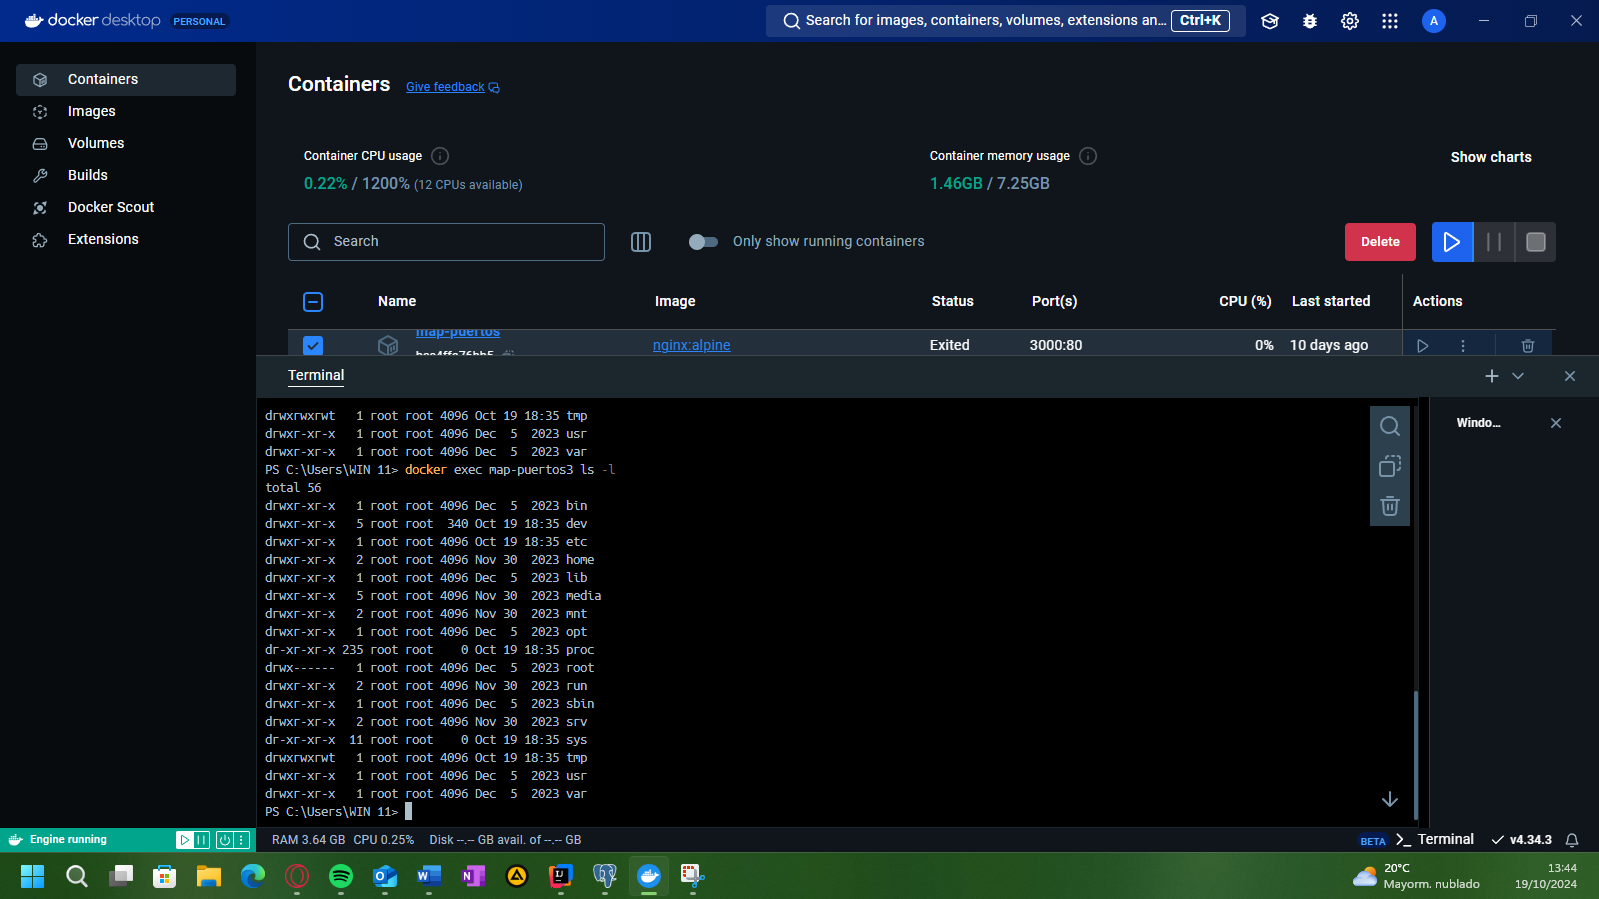 docker desktop PERSONAL
Search for images, containers, volumes, extensions an... Ctrl+K
A
Containers
Images
Volumes
Builds
Docker Scout
Extensions
Containers Give feedback
Container CPU usage
0.22% / 1200% (12 CPUs available)
Container memory usage
1.46GB / 7.25GB
Show charts
Search
Only show running containers
Delete
Name Image Status Port(s) CPU (%) Last started Actions
map-puertos
nginx:alpine Exited 3000:80 0% 10 days ago
Terminal
Windo...
drwxrwxrwt 1 root root 4096 Oct 19 18:35 tmp
drwxr-xr-x 1 root root 4096 Dec 5 2023 usr
drwxr-xr-x 1 root root 4096 Dec 5 2023 var
PS C:\Users\WIN 11> docker exec map-puertos3 ls -l
total 56
drwxr-xr-x 1 root root 4096 Dec 5 2023 bin
drwxr-xr-x 5 root root 340 Oct 19 18:35 dev
drwxr-xr-x 1 root root 4096 Oct 19 18:35 etc
drwxr-xr-x 2 root root 4096 Nov 30 2023 home
drwxr-xr-x 1 root root 4096 Dec 5 2023 lib
drwxr-xr-x 5 root root 4096 Nov 30 2023 media
drwxr-xr-x 2 root root 4096 Nov 30 2023 mnt
drwxr-xr-x 1 root root 4096 Dec 5 2023 opt
dr-xr-xr-x 235 root root 0 Oct 19 18:35 proc
drwx------ 1 root root 4096 Dec 5 2023 root
drwxr-xr-x 2 root root 4096 Nov 30 2023 run
drwxr-xr-x 1 root root 4096 Dec 5 2023 sbin
drwxr-xr-x 2 root root 4096 Nov 30 2023 srv
dr-xr-xr-x 11 root root 0 Oct 19 18:35 sys
drwxrwxrwt 1 root root 4096 Oct 19 18:35 tmp
drwxr-xr-x 1 root root 4096 Dec 5 2023 usr
drwxr-xr-x 1 root root 4096 Dec 5 2023 var
PS C:\Users\WIN 11>
Engine running
RAM 3.64 GB CPU 0.25% Disk --.-- GB avail. of --.-- GB
BETA >_ Terminal v4.34.3
20°C
Mayorm. nublado
13:44
19/10/2024